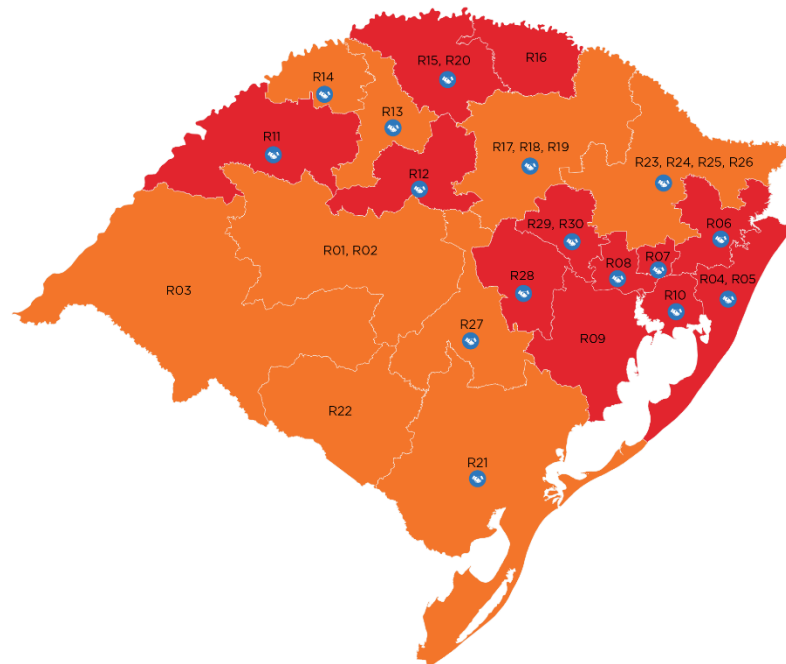 R15, R20
R16
R14
R13
R11
R17, R18, R19
R23, R24, R25, R26
R12
R29, R30
R06
R01, R02
R07
R08
R04, R05
R03
R28
R10
R27
R09
R22
R21